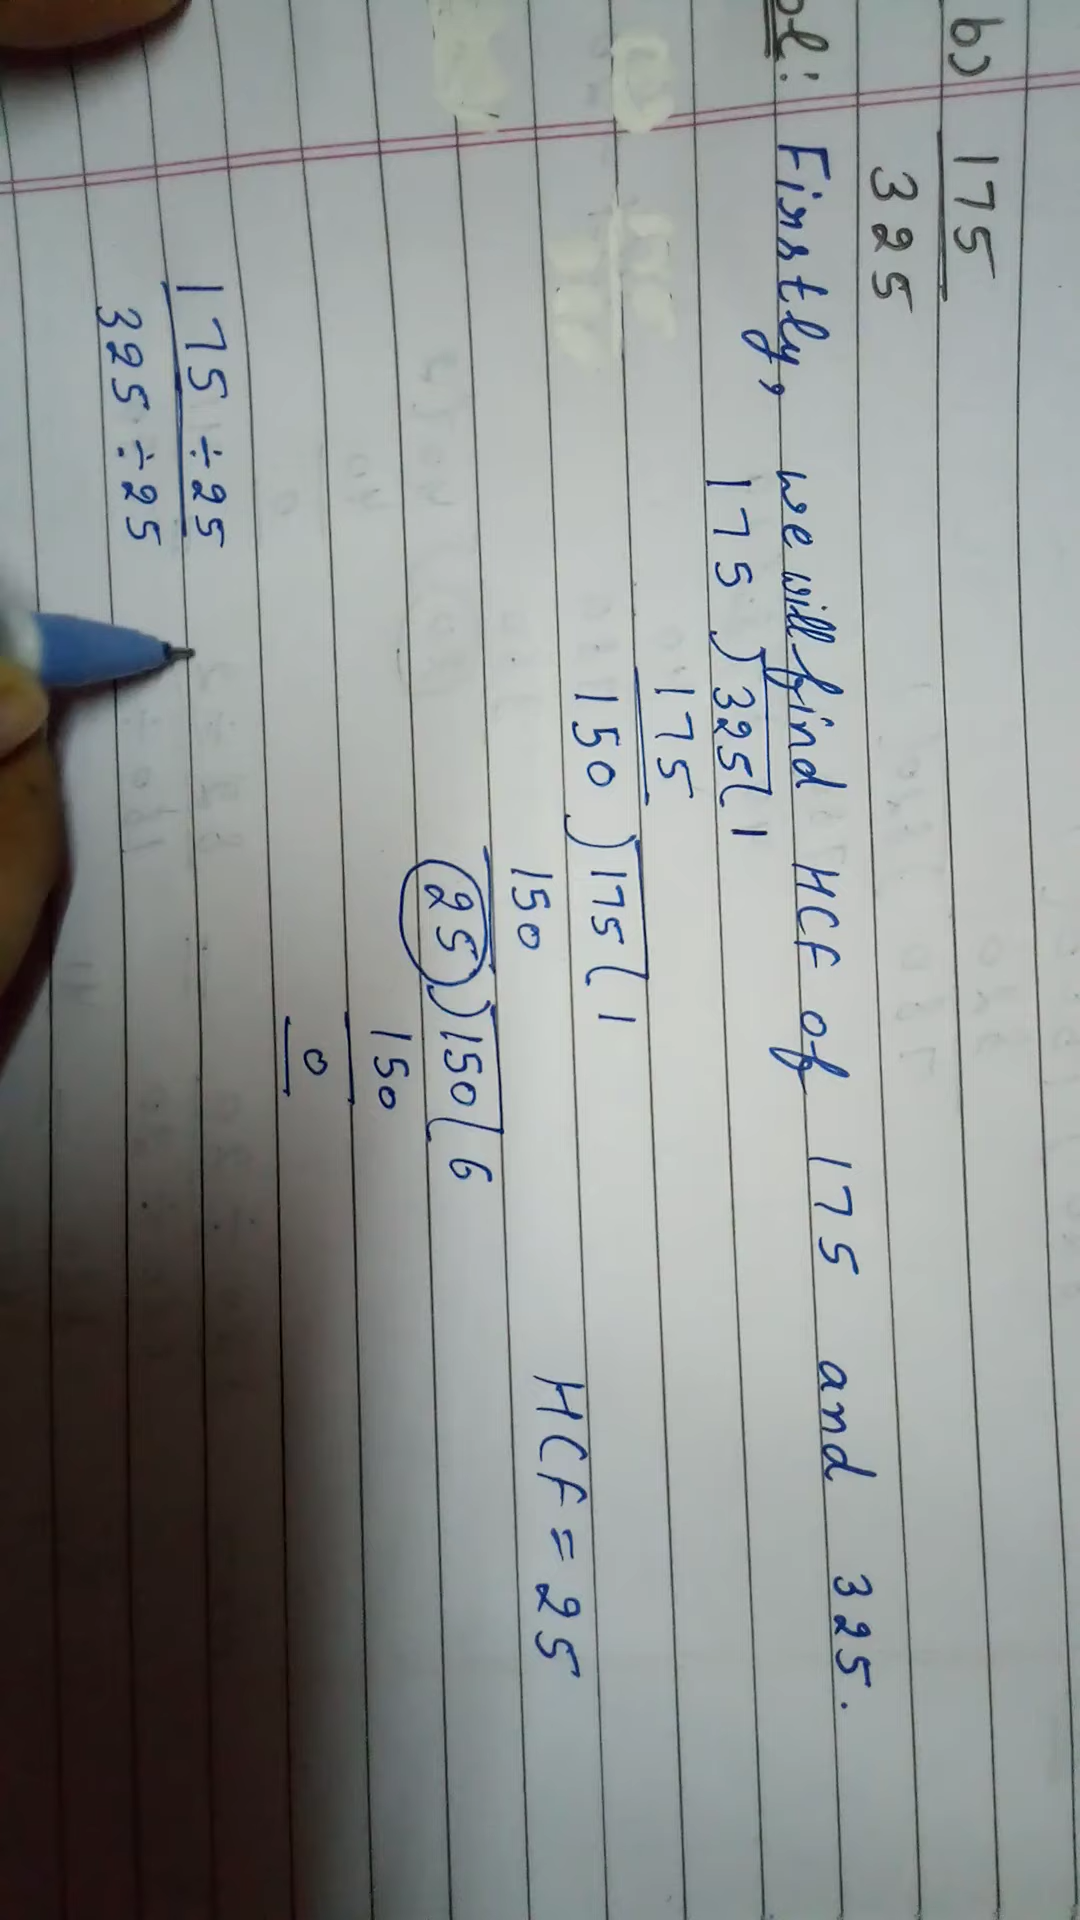 b) 175
325
ol: Firstly, we will find HCF of 175 and 325.
175 ) 325 ( 1
175
150 ) 175 ( 1
150
HCF = 25
25 ) 150 ( 6
150
0
175 ÷ 25
325 ÷ 25